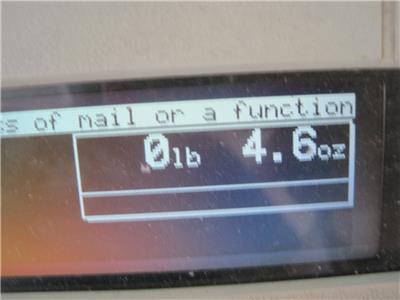 of mail or a function
0lb 4.6oz